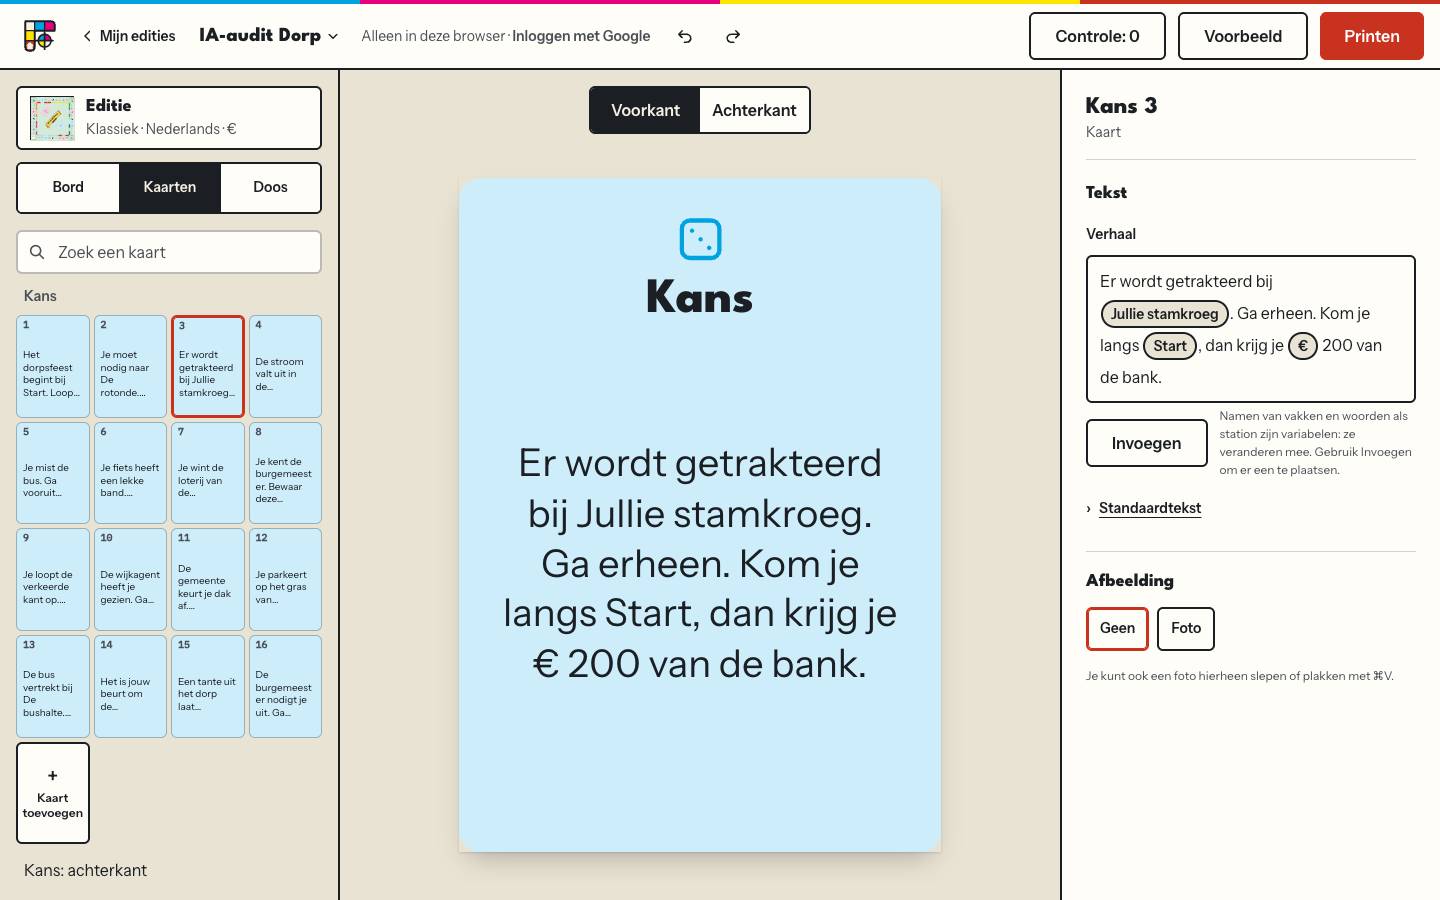 Mijn edities
IA-audit Dorp
Alleen in deze browser · Inloggen met Google
Controle: 0
Voorbeeld
Printen
Editie
Klassiek · Nederlands · €
Bord
Kaarten
Doos
Zoek een kaart
Kans
1
Het
dorpsfeest
begint bij
Start. Loop...
2
Je moet
nodig naar
De
rotonde....
3
Er wordt
getrakteerd
bij Jullie
stamkroeg...
4
De stroom
valt uit in
de...
5
Je mist de
bus. Ga
vooruit...
6
Je fiets heeft
een lekke
band....
7
Je wint de
loterij van
de...
8
Je kent de
burgemeest
er. Bewaar
deze...
9
Je loopt de
verkeerde
kant op....
10
De wijkagent
heeft je
gezien. Ga...
11
De
gemeente
keurt je dak
af....
12
Je parkeert
op het gras
van...
13
De bus
vertrekt bij
De
bushalte....
14
Het is jouw
beurt om
de...
15
Een tante uit
het dorp
laat...
16
De
burgemeest
er nodigt je
uit. Ga...
+
Kaart
toevoegen
Kans: achterkant
Voorkant
Achterkant
Kans
Er wordt getrakteerd
bij Jullie stamkroeg.
Ga erheen. Kom je
langs Start, dan krijg je
€ 200 van de bank.
Kans 3
Kaart
Tekst
Verhaal
Er wordt getrakteerd bij
Jullie stamkroeg. Ga erheen. Kom je
langs Start, dan krijg je € 200 van
de bank.
Invoegen
Namen van vakken en woorden als
station zijn variabelen: ze
veranderen mee. Gebruik Invoegen
om er een te plaatsen.
› Standaardtekst
Afbeelding
Geen
Foto
Je kunt ook een foto hierheen slepen of plakken met ⌘V.